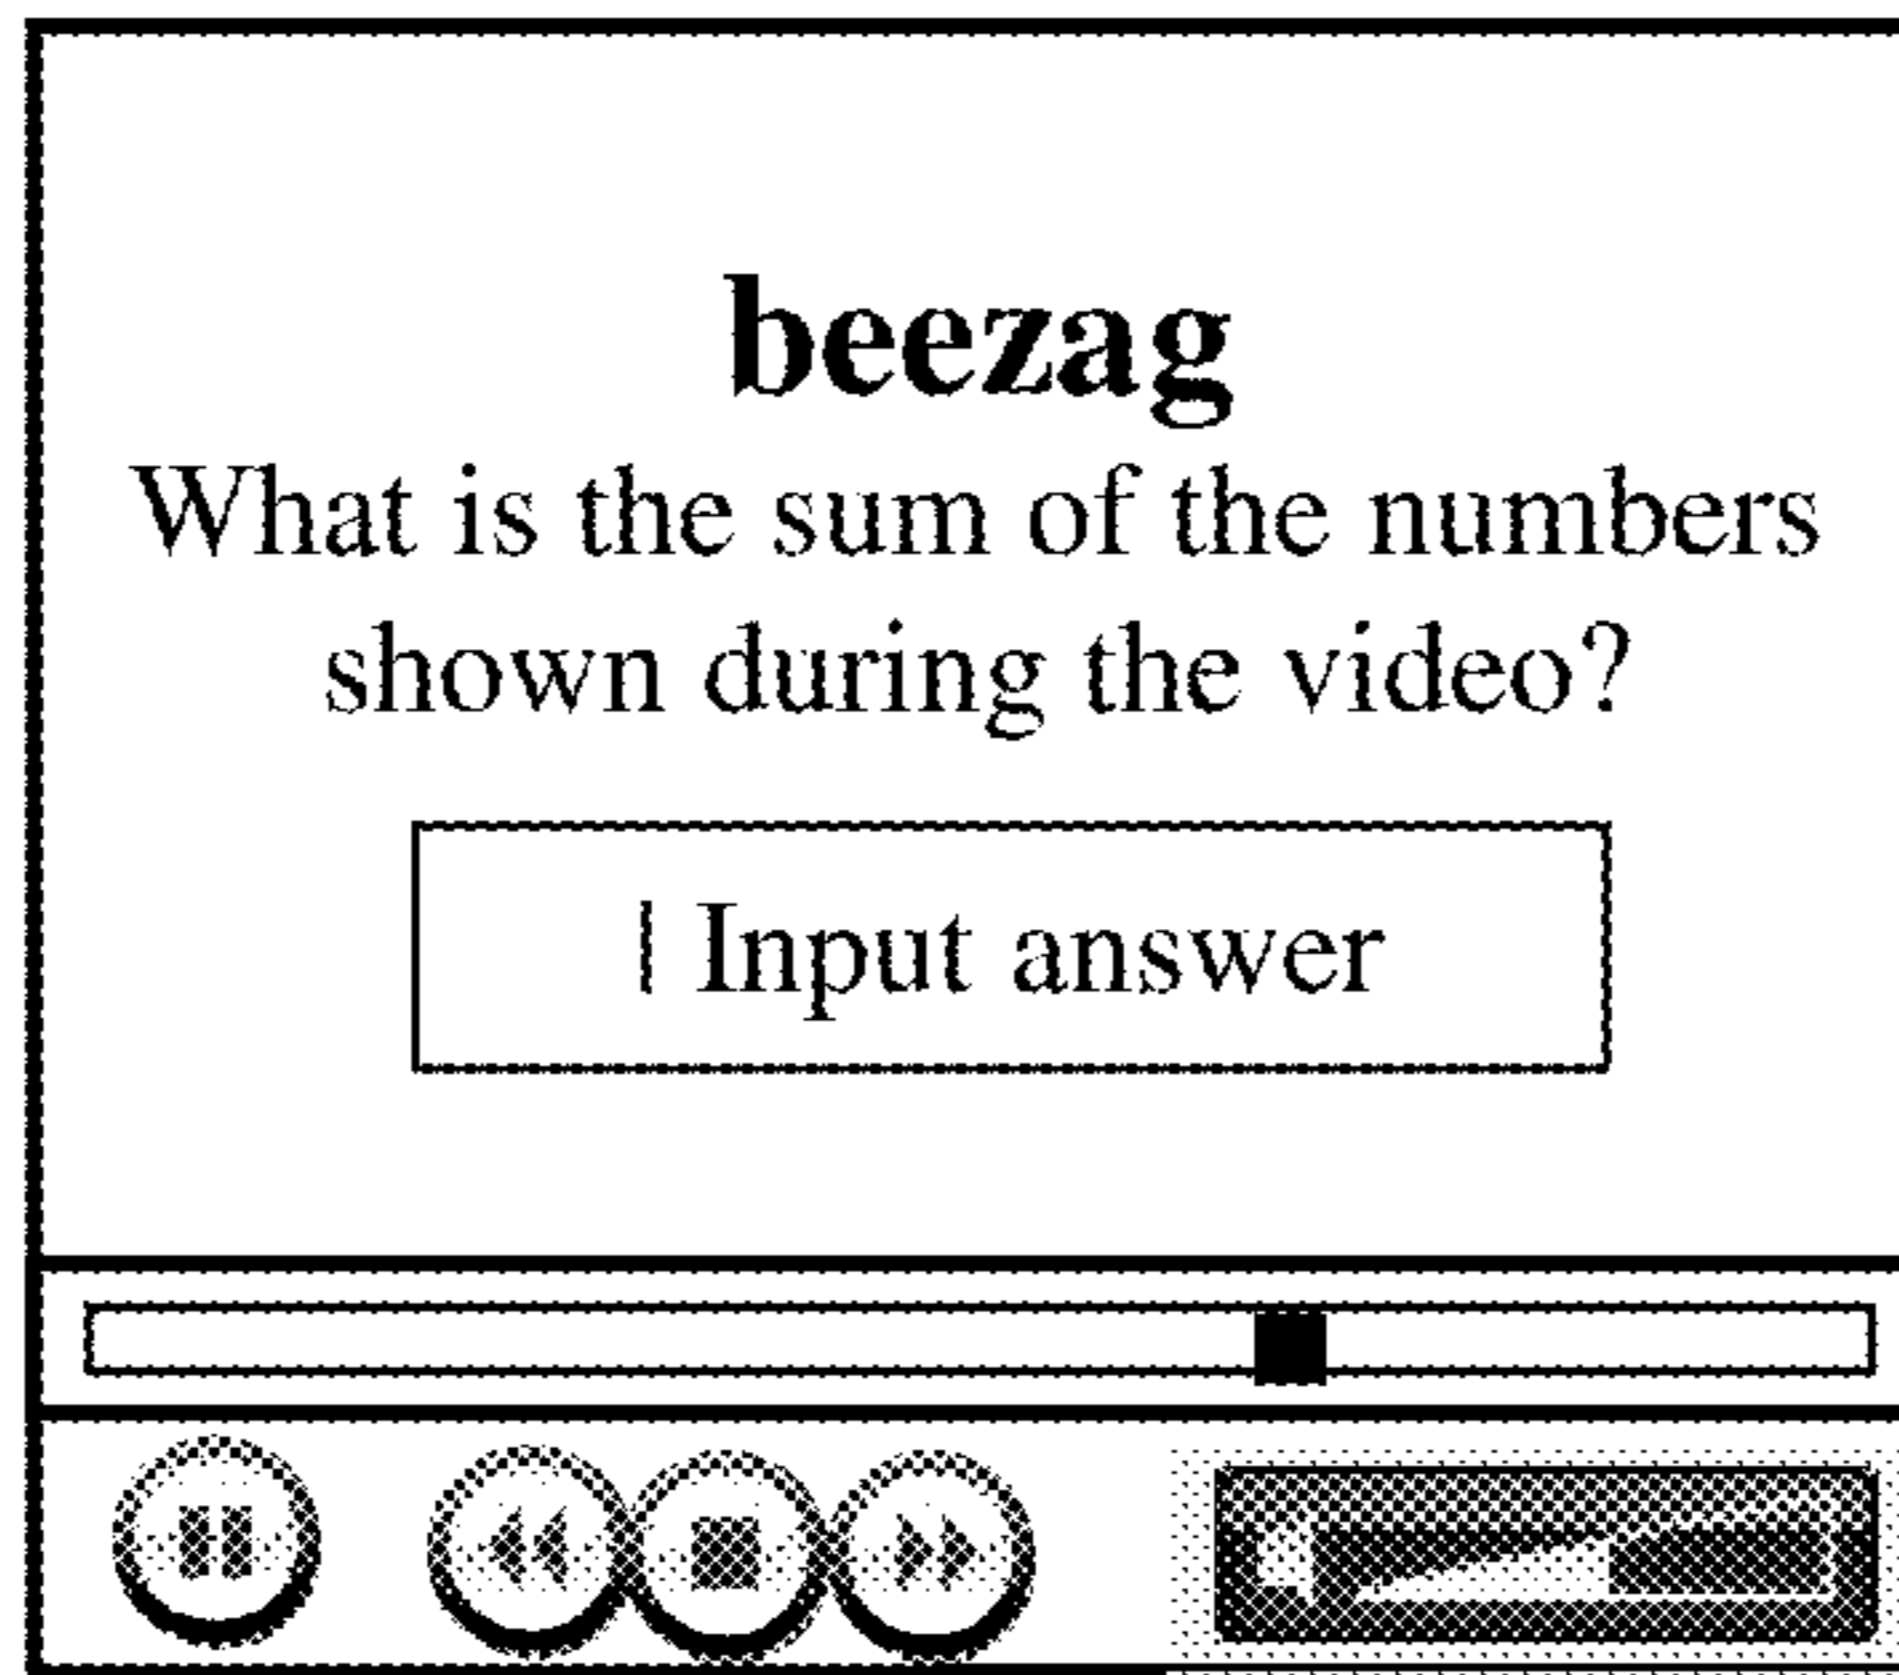 beezag
What is the sum of the numbers
shown during the video?
| Input answer